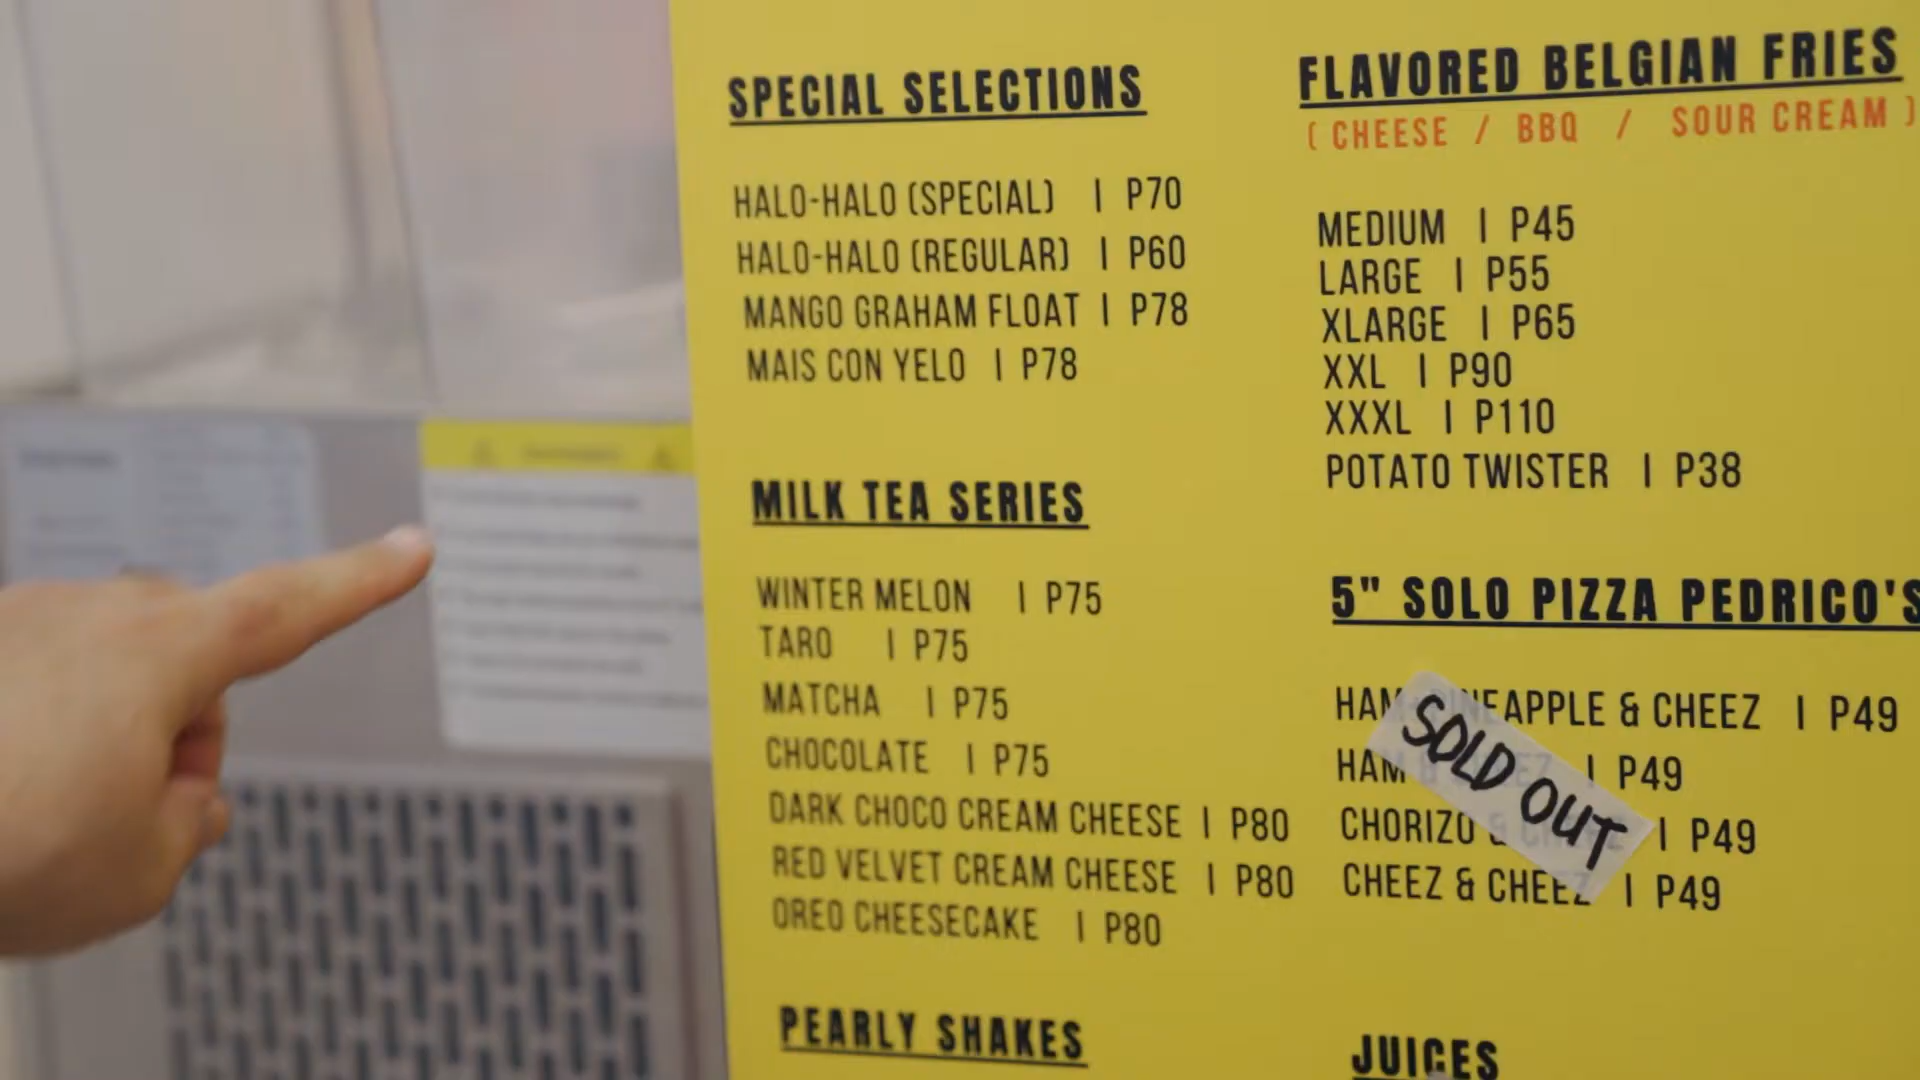 SPECIAL SELECTIONS
HALO-HALO (SPECIAL) | P70
HALO-HALO (REGULAR) | P60
MANGO GRAHAM FLOAT | P78
MAIS CON YELO | P78
MILK TEA SERIES
WINTER MELON | P75
TARO | P75
MATCHA | P75
CHOCOLATE | P75
DARK CHOCO CREAM CHEESE | P80
RED VELVET CREAM CHEESE | P80
OREO CHEESECAKE | P80
PEARLY SHAKES
FLAVORED BELGIAN FRIES
( CHEESE / BBQ / SOUR CREAM )
MEDIUM | P45
LARGE | P55
XLARGE | P65
XXL | P90
XXXL | P110
POTATO TWISTER | P38
5" SOLO PIZZA PEDRICO'S
HAM PINEAPPLE & CHEEZ | P49
HAM & | P49
CHORIZO & | P49
CHEEZ & CHEEZ | P49
SOLD OUT
JUICES